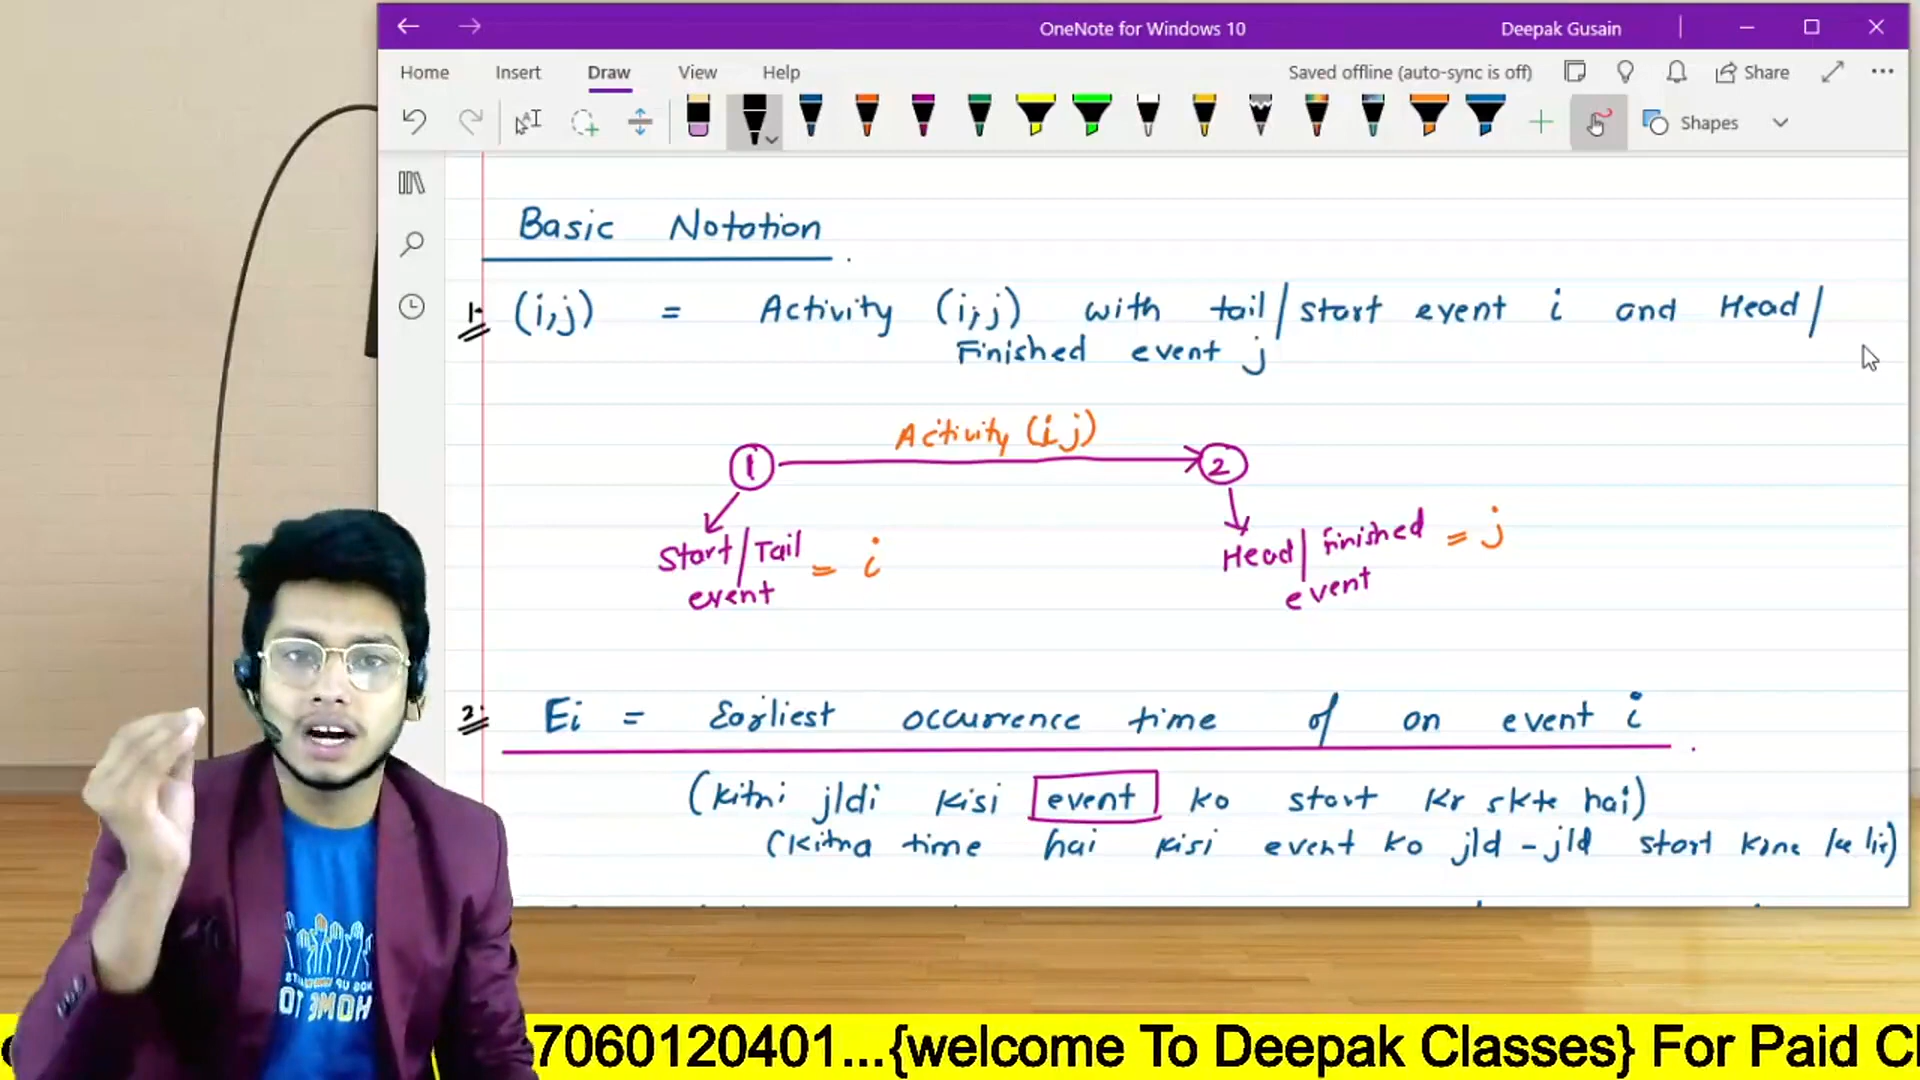 OneNote for Windows 10
Deepak Gusain
Home Insert Draw View Help
Saved offline (auto-sync is off)
Share
Shapes
Basic Notation
1. (i,j) = Activity (i,j) with tail/start event i and Head/
Finished event j
Activity (i,j)
1
2
Start/Tail event = i
Head/Finished event = j
2. Ei = Earliest occurrence time of an event i
(kitni jldi kisi event ko start kr skte hai)
(kitna time hai kisi event ko jld-jld start krne ke lie)
HOME TO
7060120401...{welcome To Deepak Classes} For Paid Cl